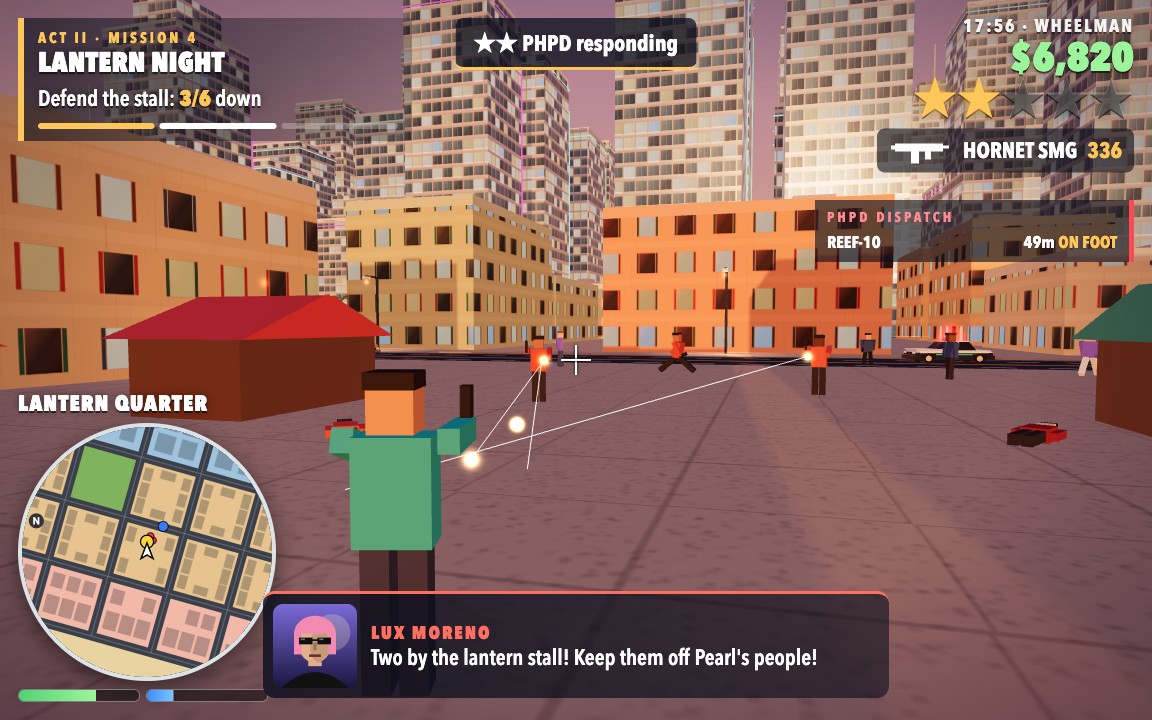 ACT II · MISSION 4
LANTERN NIGHT
Defend the stall: 3/6 down
★★ PHPD responding
17:56 · WHEELMAN
$6,820
HORNET SMG 336
PHPD DISPATCH
REEF-10 49m ON FOOT
LANTERN QUARTER
N
LUX MORENO
Two by the lantern stall! Keep them off Pearl's people!